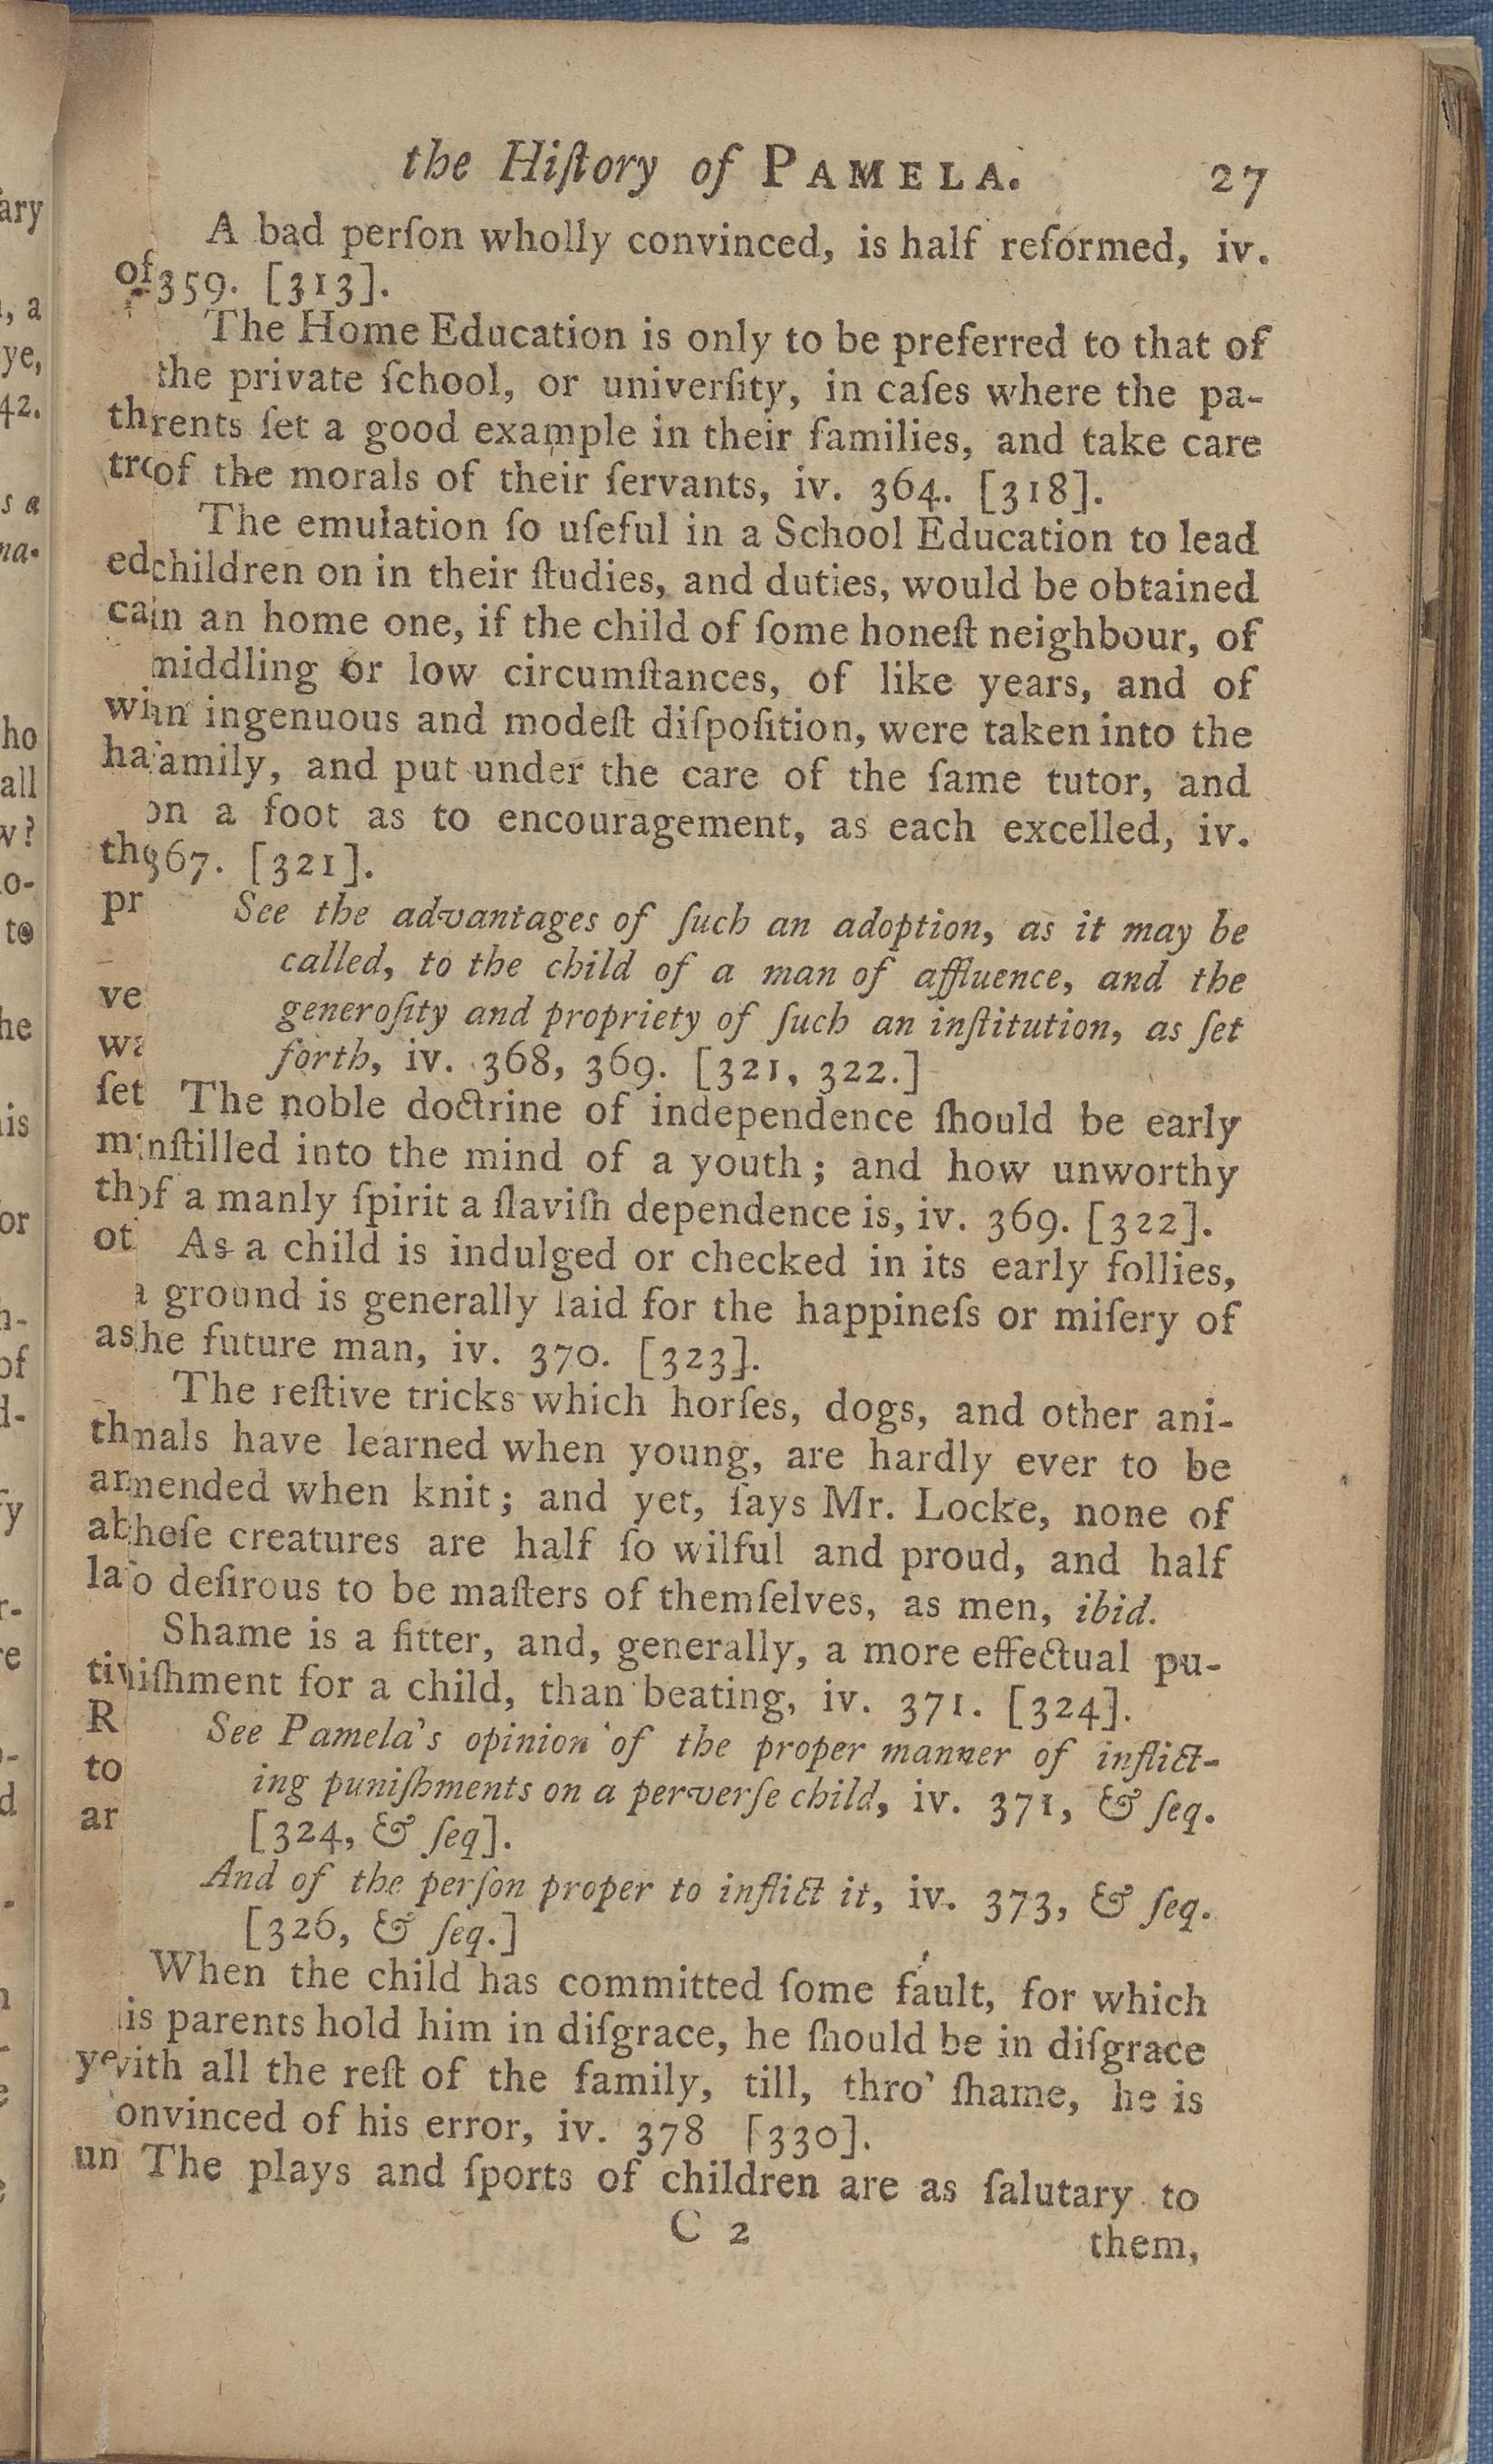 the Hiſtory of PAMELA. 27
A bad perſon wholly convinced, is half reformed, iv.
359. [313].
The Home Education is only to be preferred to that of
the private ſchool, or univerſity, in caſes where the pa-
rents ſet a good example in their families, and take care
of the morals of their ſervants, iv. 364. [318].
The emulation ſo uſeful in a School Education to lead
children on in their ſtudies, and duties, would be obtained
in an home one, if the child of ſome honeſt neighbour, of
middling or low circumſtances, of like years, and of
an ingenuous and modeſt diſpoſition, were taken into the
family, and put under the care of the ſame tutor, and
on a foot as to encouragement, as each excelled, iv.
367. [321].
See the advantages of ſuch an adoption, as it may be
called, to the child of a man of affluence, and the
generoſity and propriety of ſuch an inſtitution, as ſet
forth, iv. 368, 369. [321, 322.]
The noble doctrine of independence ſhould be early
inſtilled into the mind of a youth; and how unworthy
of a manly ſpirit a ſlaviſh dependence is, iv. 369. [322].
As a child is indulged or checked in its early follies,
a ground is generally laid for the happineſs or miſery of
the future man, iv. 370. [323].
The reſtive tricks which horſes, dogs, and other ani-
mals have learned when young, are hardly ever to be
mended when knit; and yet, ſays Mr. Locke, none of
theſe creatures are half ſo wilful and proud, and half
ſo deſirous to be maſters of themſelves, as men, ibid.
Shame is a fitter, and, generally, a more effectual pu-
niſhment for a child, than beating, iv. 371. [324].
See Pamela's opinion of the proper manner of inflict-
ing puniſhments on a perverſe child, iv. 371, & ſeq.
[324, & ſeq].
And of the perſon proper to inflict it, iv. 373, & ſeq.
[326, & ſeq.]
When the child has committed ſome fault, for which
his parents hold him in diſgrace, he ſhould be in diſgrace
with all the reſt of the family, till, thro' ſhame, he is
convinced of his error, iv. 378 [330].
The plays and ſports of children are as ſalutary to
C 2
them,